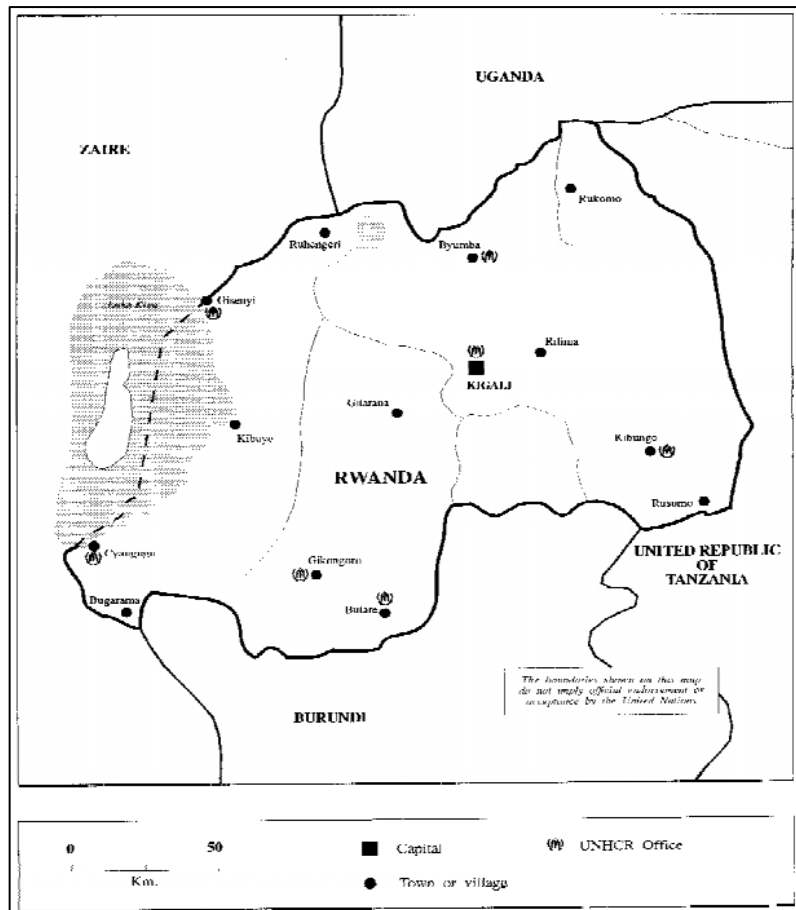 UGANDA
ZAIRE
Rukomo
Ruhengeri
Byumba
Gisenyi
Rilima
KIGALI
Gitarama
Kibuye
Kibungo
RWANDA
Rusumo
Cyangugu
Gikongoro
UNITED REPUBLIC
OF
TANZANIA
Bugarama
Butare
The boundaries shown on this map
do not imply official endorsement or
acceptance by the United Nations.
BURUNDI
0 50
Km.
Capital
UNHCR Office
Town or village